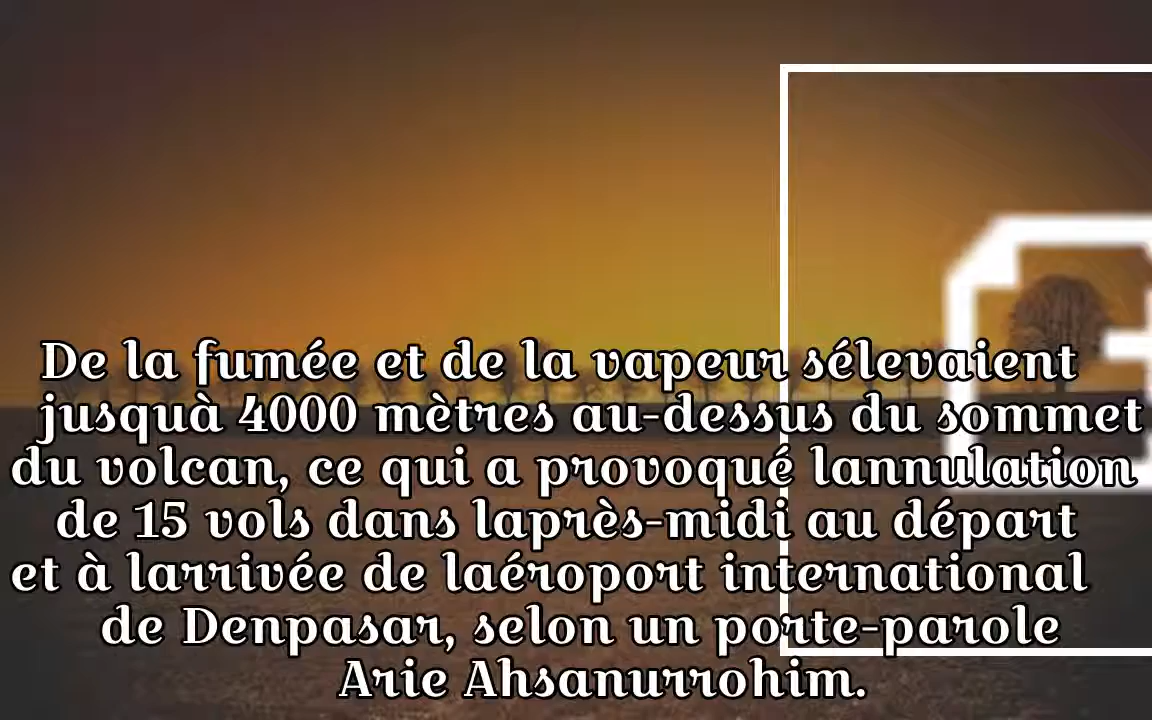 De la fumée et de la vapeur sélevaient
jusquà 4000 mètres au-dessus du sommet
du volcan, ce qui a provoqué lannulation
de 15 vols dans laprès-midi au départ
et à larrivée de laéroport international
de Denpasar, selon un porte-parole
Arie Ahsanurrohim.